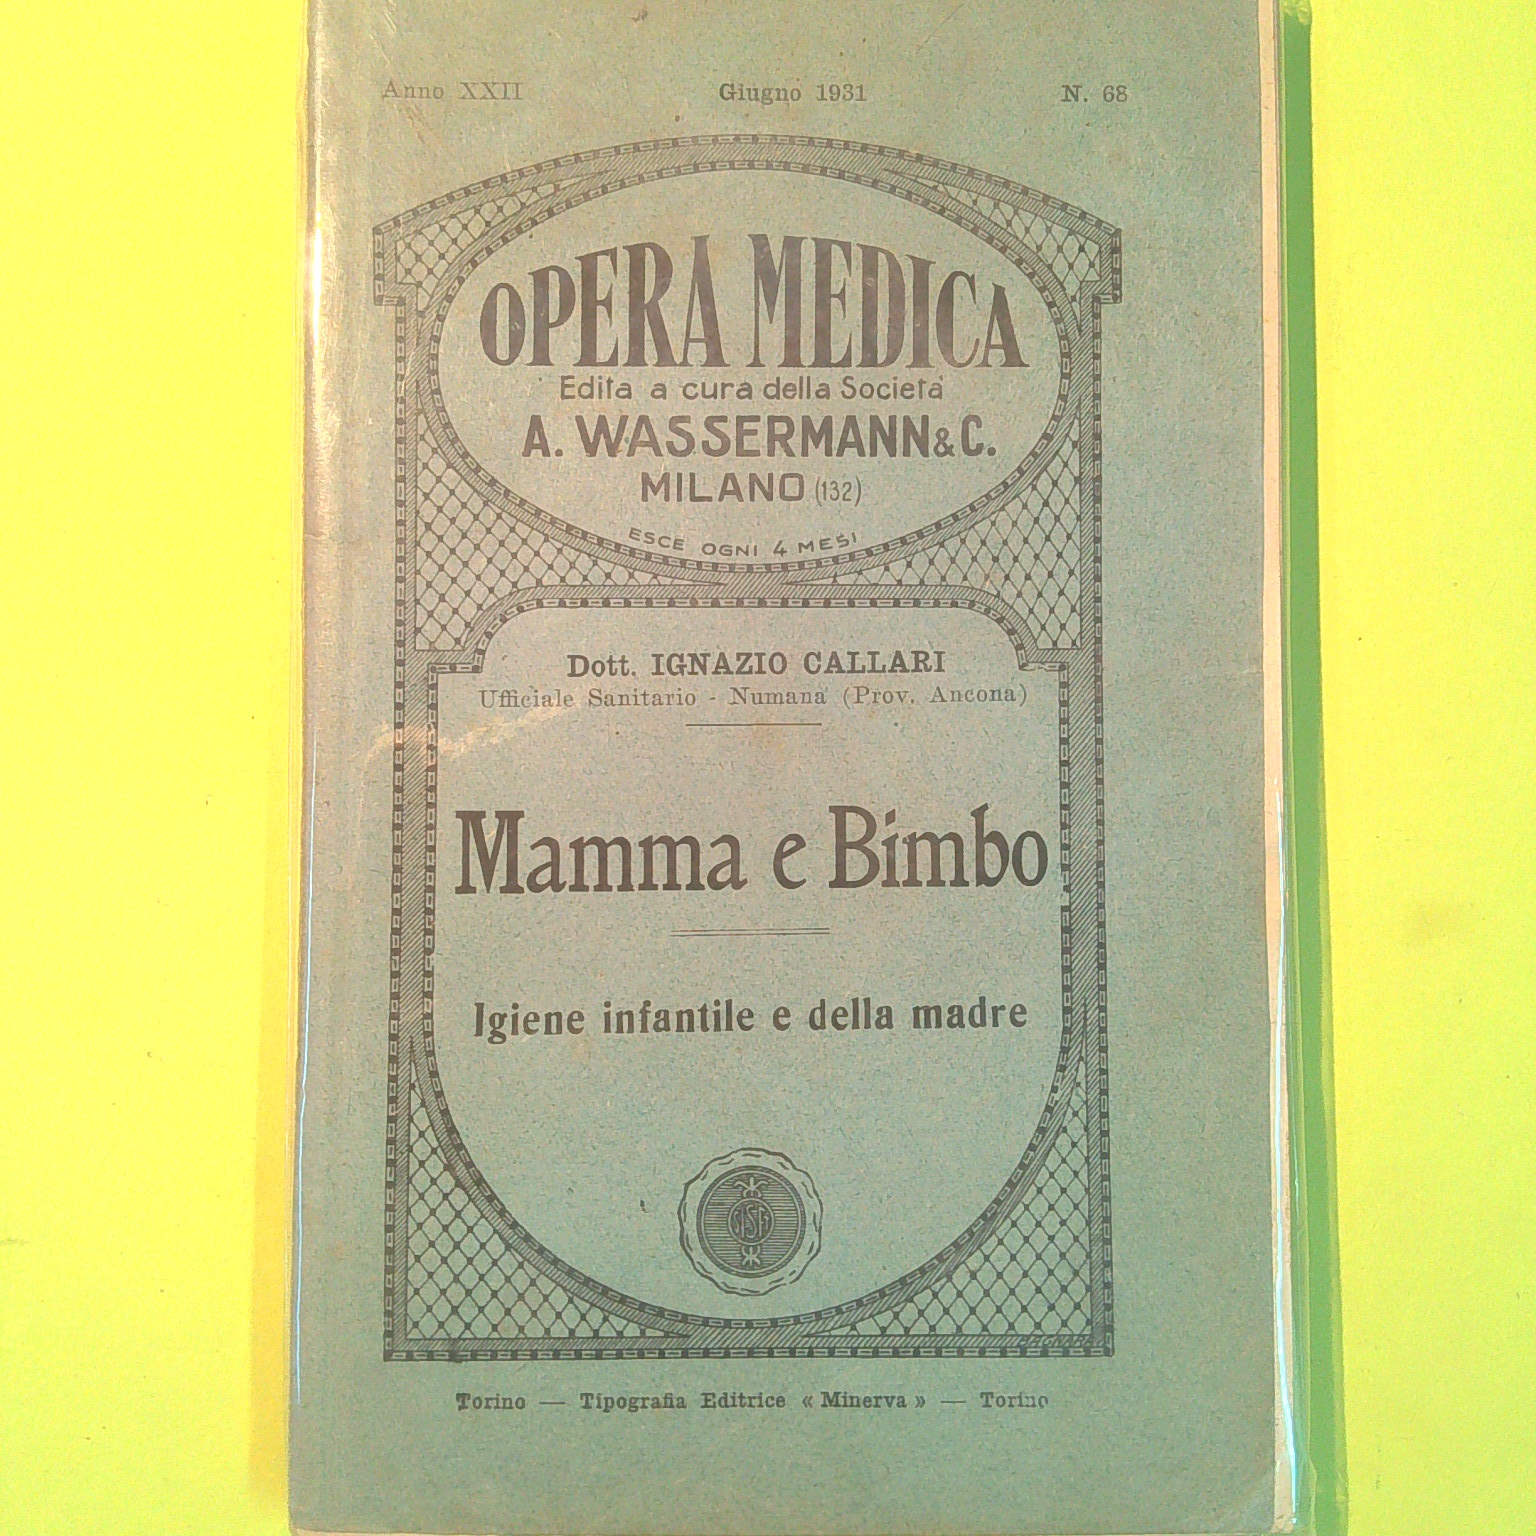 Anno XXII Giugno 1931 N. 68
OPERA MEDICA
Edita a cura della Società
A. WASSERMANN & C.
MILANO (132)
ESCE OGNI 4 MESI
Dott. IGNAZIO CALLARI
Ufficiale Sanitario - Numana (Prov. Ancona)
Mamma e Bimbo
Igiene infantile e della madre
Torino — Tipografia Editrice « Minerva » — Torino